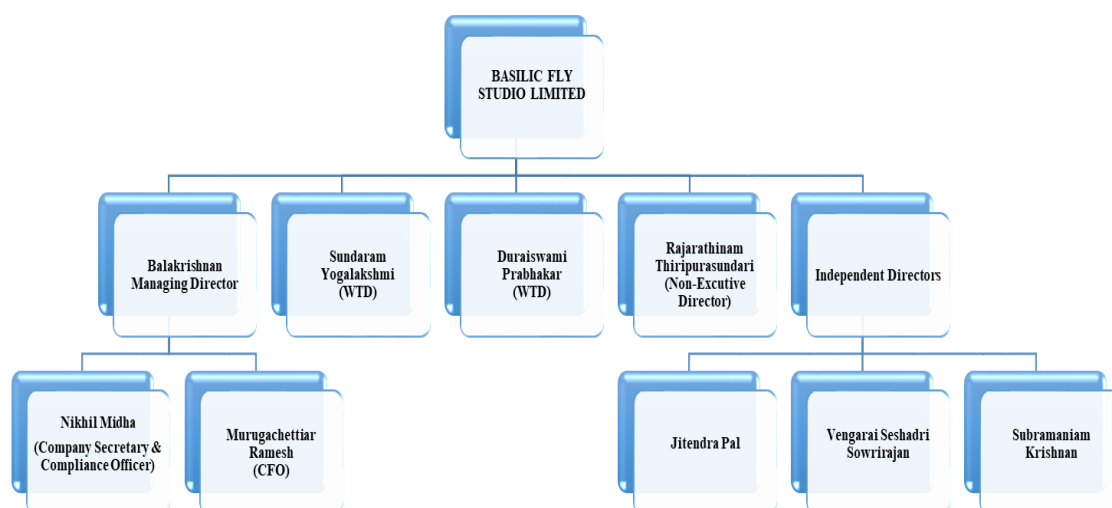 BASILIC FLY
STUDIO LIMITED
Balakrishnan
Managing Director
Sundaram
Yogalakshmi
(WTD)
Duraiswami
Prabhakar
(WTD)
Rajarathinam
Thiripurasundari
(Non-Excutive
Director)
Independent Directors
Nikhil Midha
(Company Secretary &
Compliance Officer)
Murugachettiar
Ramesh
(CFO)
Jitendra Pal
Vengarai Seshadri
Sowrirajan
Subramaniam
Krishnan